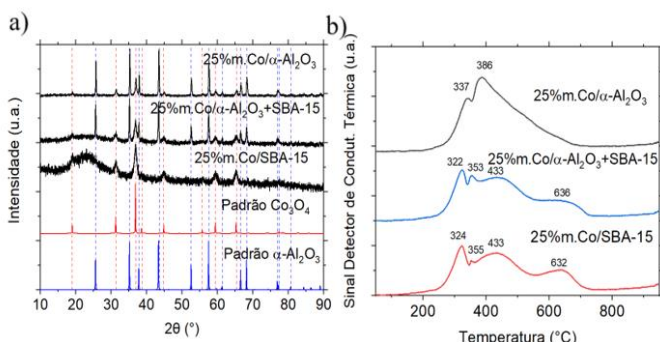 a)
Intensidade (u.a.)
25%m.Co/α-Al2O3
25%m.Co/α-Al2O3+SBA-15
25%m.Co/SBA-15
Padrão Co3O4
Padrão α-Al2O3
10 20 30 40 50 60 70 80 90
2θ (°)
b)
Sinal Detector de Condut. Térmica (u.a.)
386
337
25%m.Co/α-Al2O3
25%m.Co/α-Al2O3+SBA-15
322 353 433
636
25%m.Co/SBA-15
324 355 433
632
200 400 600 800
Temperatura (°C)